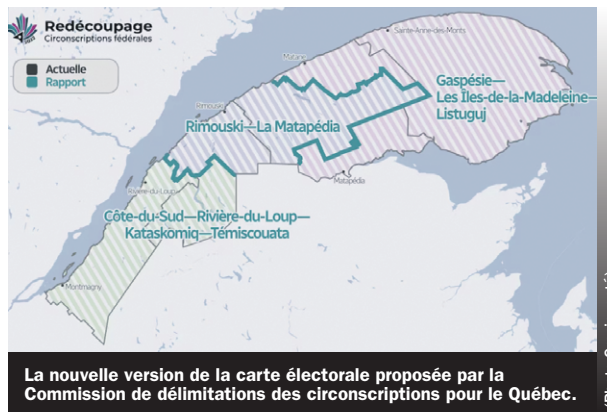 Redécoupage
Circonscriptions fédérales
Actuelle
Rapport
Sainte-Anne-des-Monts
Matane
Gaspésie—
Les Îles-de-la-Madeleine—
Listuguj
Rimouski
Rimouski—La Matapédia
Matapédia
Rivière-du-Loup
Côte-du-Sud—Rivière-du-Loup—
Kataskomiq—Témiscouata
Montmagny
La nouvelle version de la carte électorale proposée par la
Commission de délimitations des circonscriptions pour le Québec.